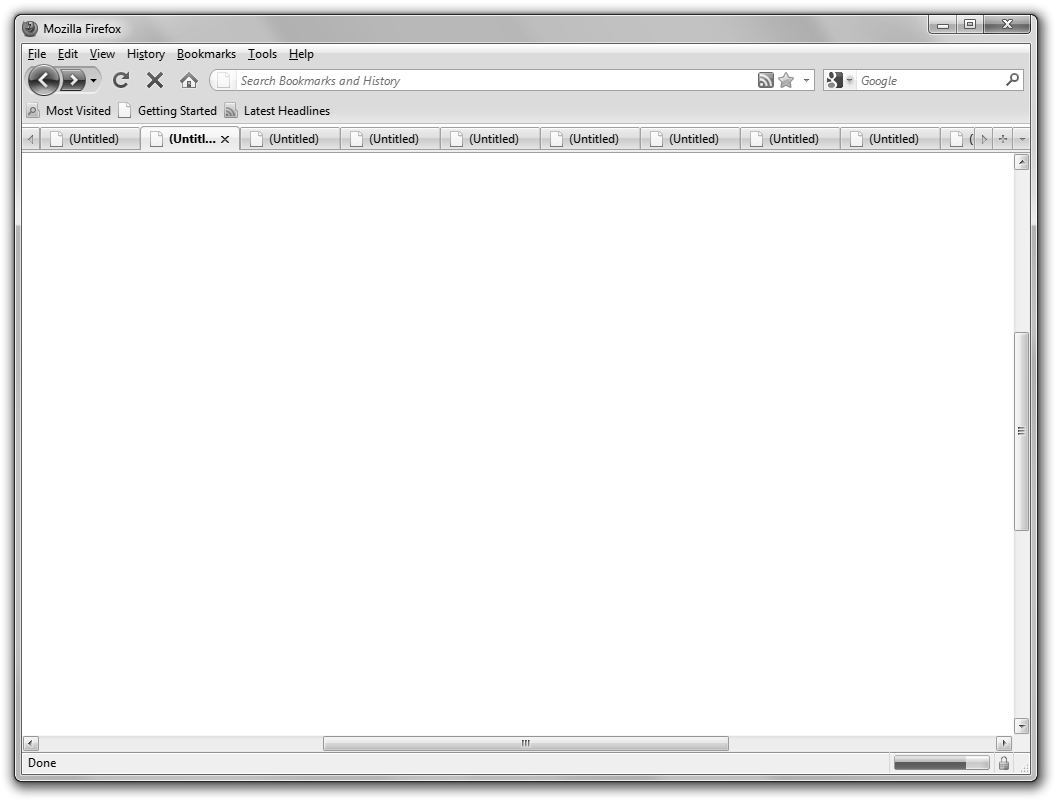 Mozilla Firefox
File Edit View History Bookmarks Tools Help
Search Bookmarks and History Google
Most Visited Getting Started Latest Headlines
(Untitled) (Untitl... (Untitled) (Untitled) (Untitled) (Untitled) (Untitled) (Untitled) (Untitled) (
Done